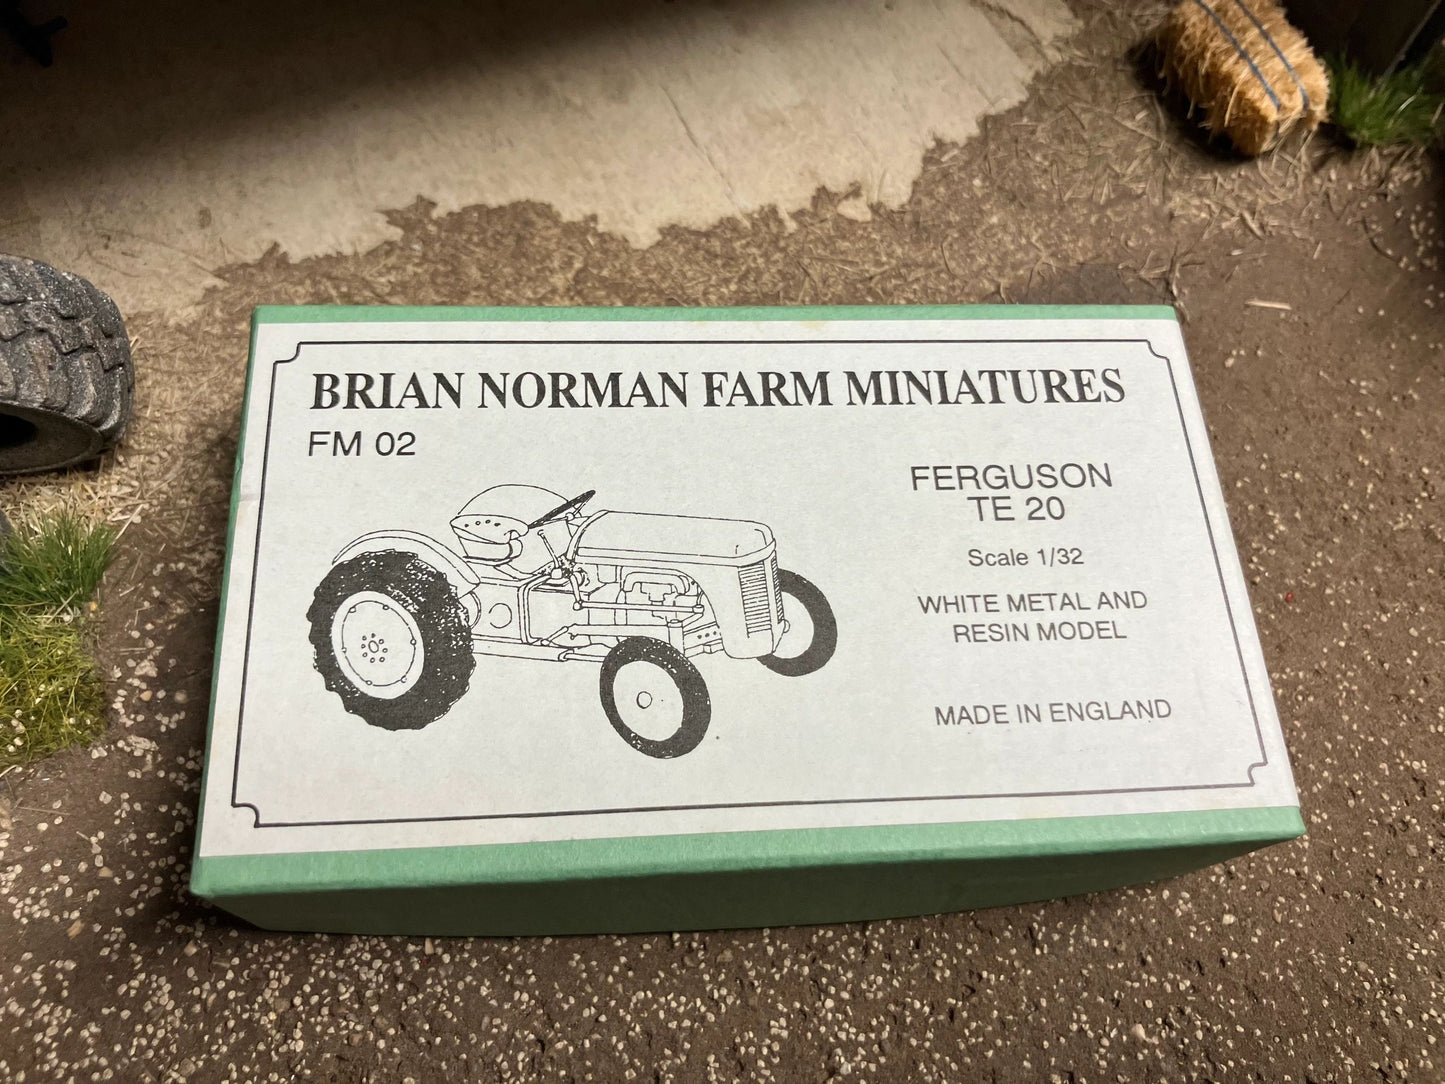 BRIAN NORMAN FARM MINIATURES
FM 02
FERGUSON
TE 20
Scale 1/32
WHITE METAL AND
RESIN MODEL
MADE IN ENGLAND